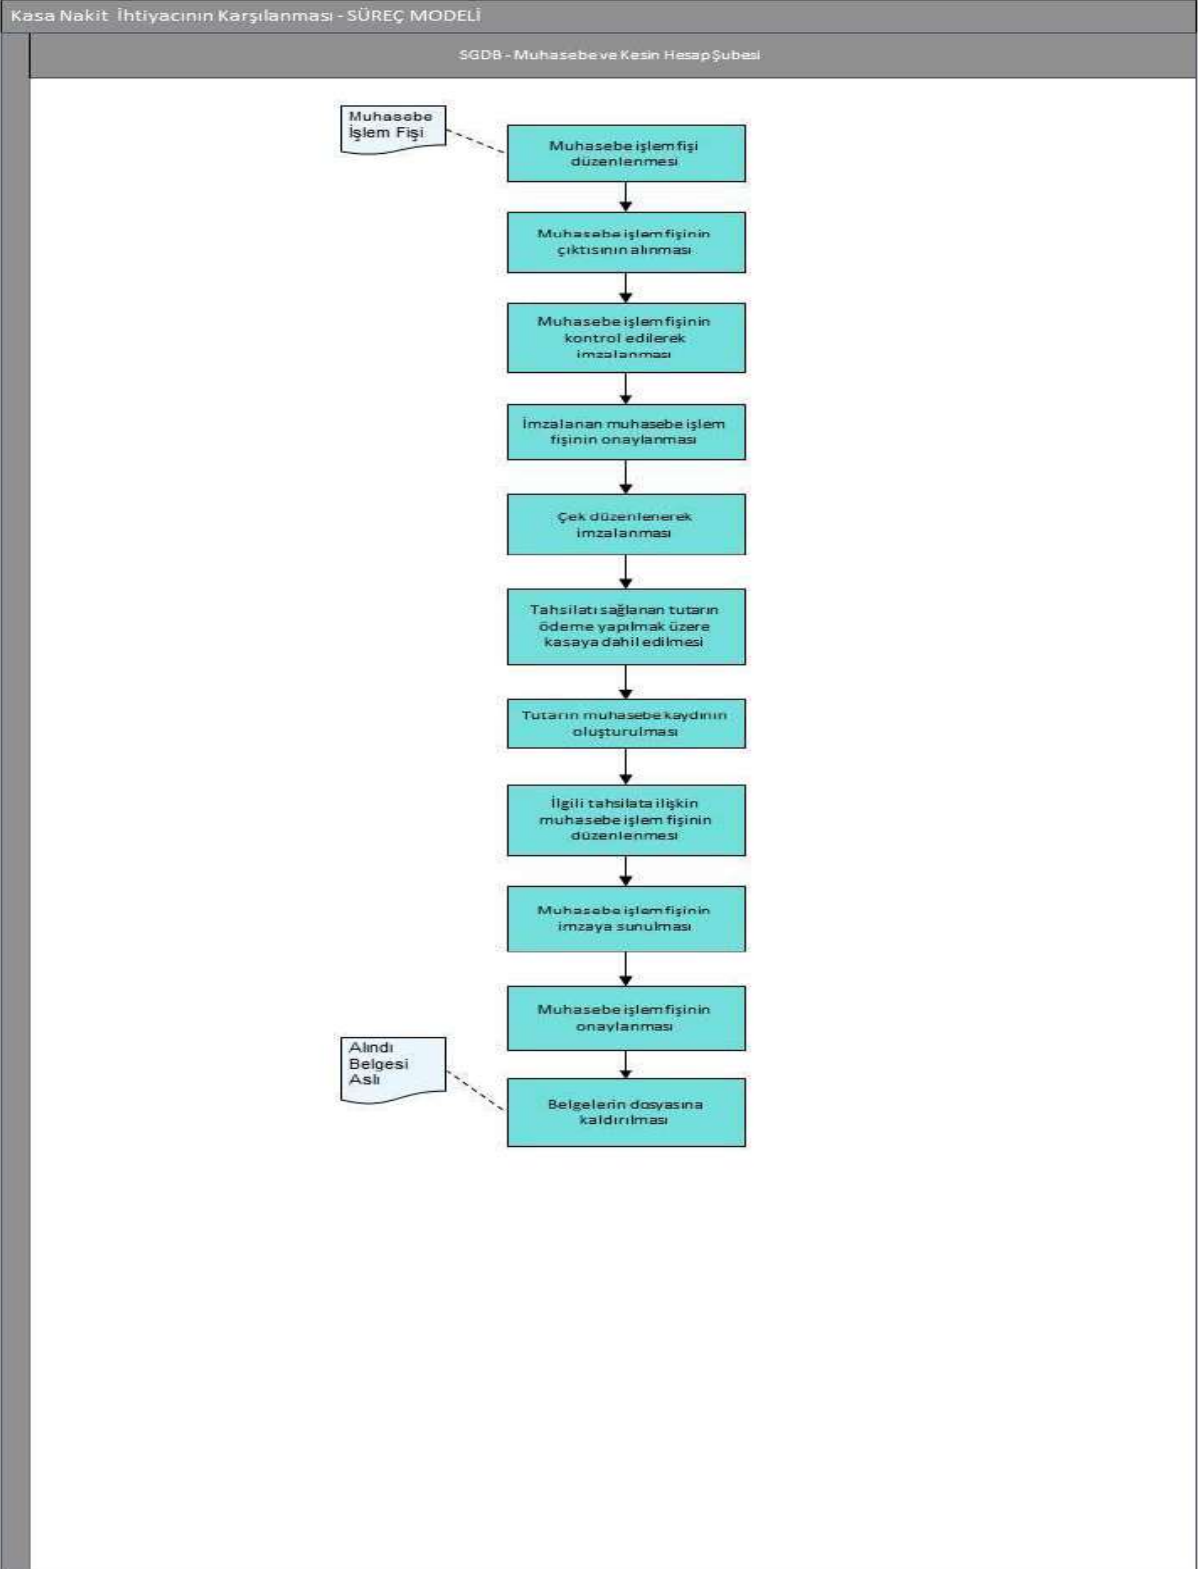 Kasa Nakit İhtiyacının Karşılanması - SÜREÇ MODELİ
SGDB - Muhasebe ve Kesin Hesap Şubesi
Muhasebe
İşlem Fişi
Muhasebe işlem fişi
düzenlenmesi
Muhasebe işlem fişinin
çıktısının alınması
Muhasebe işlem fişinin
kontrol edilerek
imzalanması
İmzalanan muhasebe işlem
fişinin onaylanması
Çek düzenlenerek
imzalanması
Tahsilatı sağlanan tutarın
ödeme yapılmak üzere
kasaya dahil edilmesi
Tutarın muhasebe kaydının
oluşturulması
İlgili tahsilata ilişkin
muhasebe işlem fişinin
düzenlenmesi
Muhasebe işlem fişinin
imzaya sunulması
Muhasebe işlem fişinin
onaylanması
Alındı
Belgesi
Aslı
Belgelerin dosyasına
kaldırılması